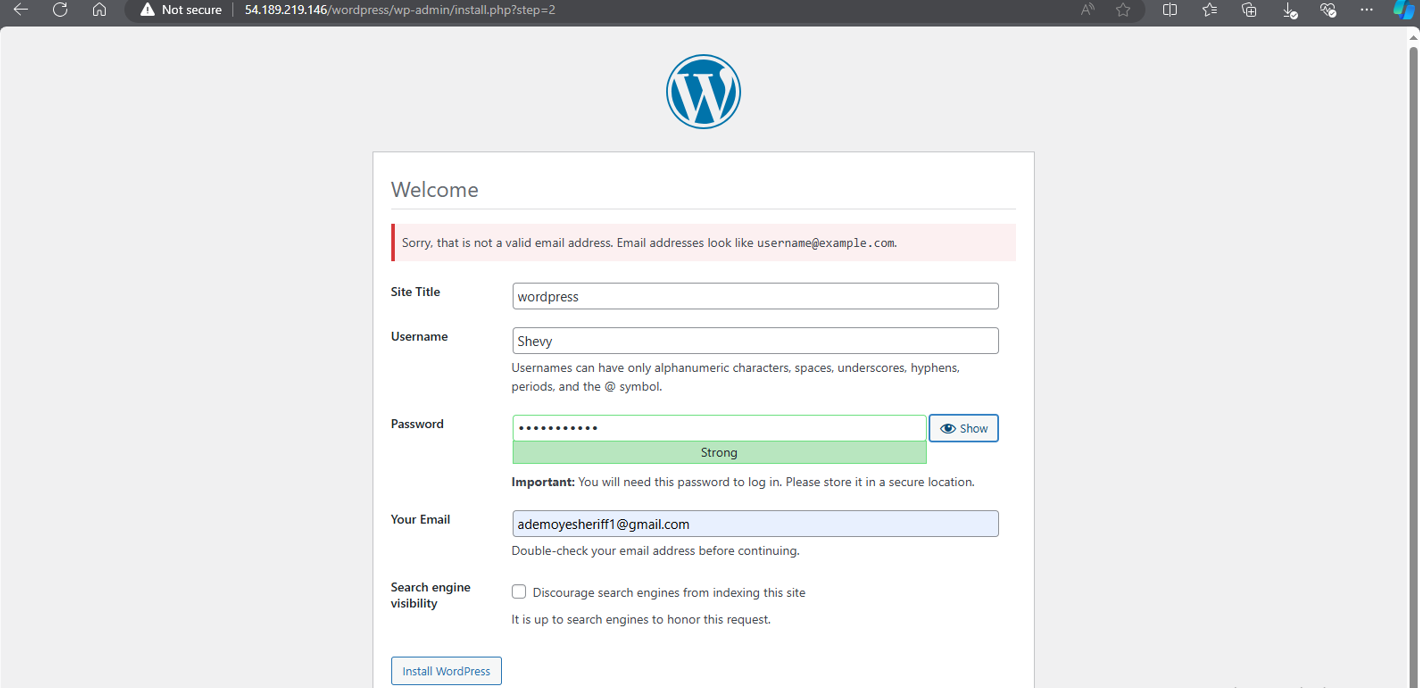 Not secure 54.189.219.146/wordpress/wp-admin/install.php?step=2
Welcome
Sorry, that is not a valid email address. Email addresses look like username@example.com.
Site Title
wordpress
Username
Shevy
Usernames can have only alphanumeric characters, spaces, underscores, hyphens,
periods, and the @ symbol.
Password
••••••••••• Show
Strong
Important: You will need this password to log in. Please store it in a secure location.
Your Email
ademoyesheriff1@gmail.com
Double-check your email address before continuing.
Search engine
visibility
Discourage search engines from indexing this site
It is up to search engines to honor this request.
Install WordPress